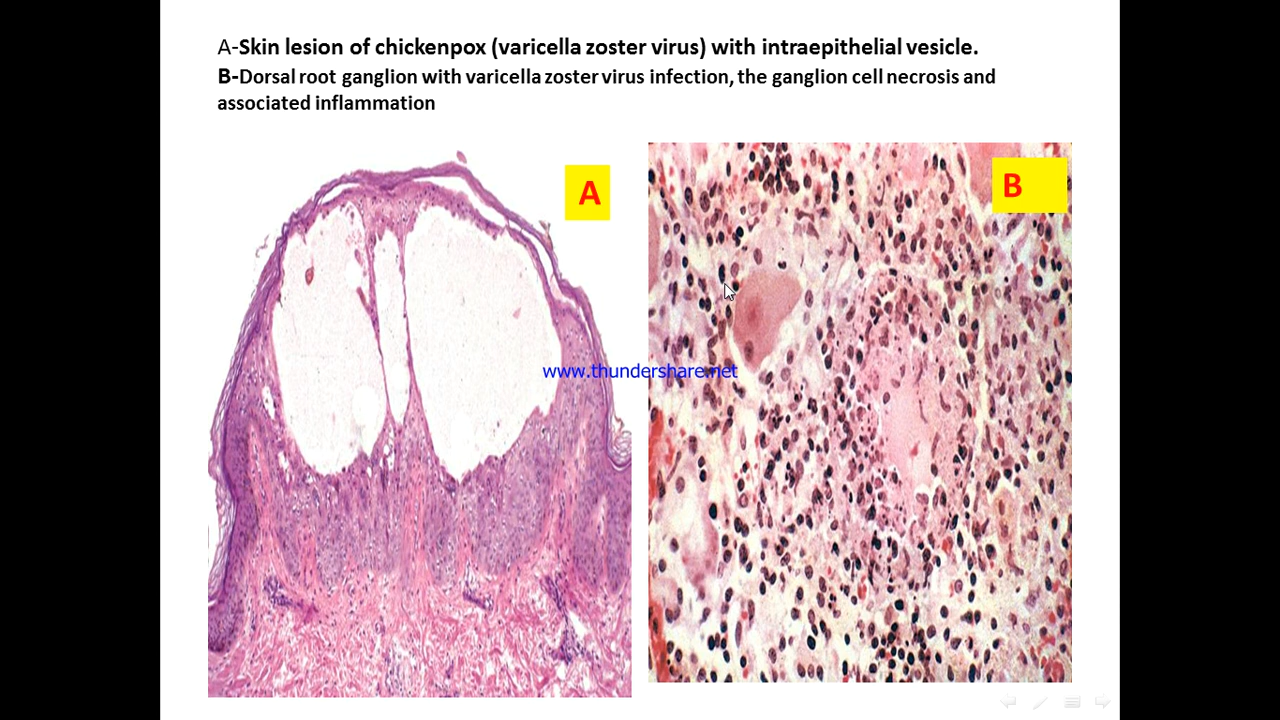 A-Skin lesion of chickenpox (varicella zoster virus) with intraepithelial vesicle.
B-Dorsal root ganglion with varicella zoster virus infection, the ganglion cell necrosis and
associated inflammation
A
B
www.thundershare.net